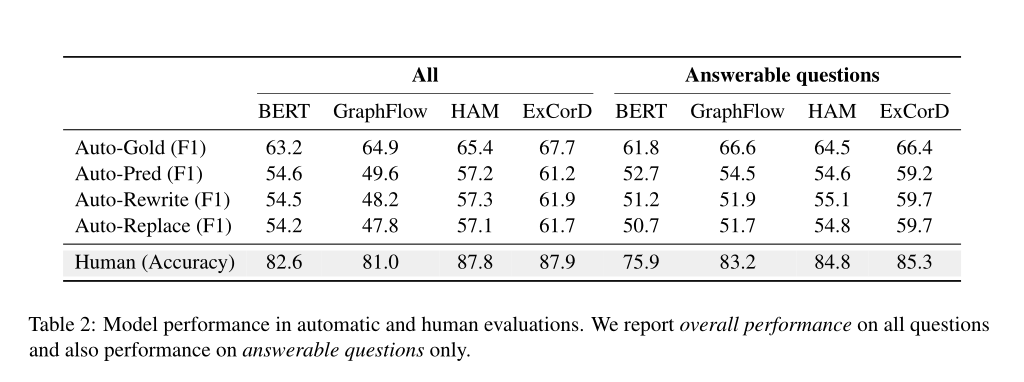 All Answerable questions
BERT GraphFlow HAM ExCorD BERT GraphFlow HAM ExCorD
Auto-Gold (F1) 63.2 64.9 65.4 67.7 61.8 66.6 64.5 66.4
Auto-Pred (F1) 54.6 49.6 57.2 61.2 52.7 54.5 54.6 59.2
Auto-Rewrite (F1) 54.5 48.2 57.3 61.9 51.2 51.9 55.1 59.7
Auto-Replace (F1) 54.2 47.8 57.1 61.7 50.7 51.7 54.8 59.7
Human (Accuracy) 82.6 81.0 87.8 87.9 75.9 83.2 84.8 85.3
Table 2: Model performance in automatic and human evaluations. We report overall performance on all questions
and also performance on answerable questions only.